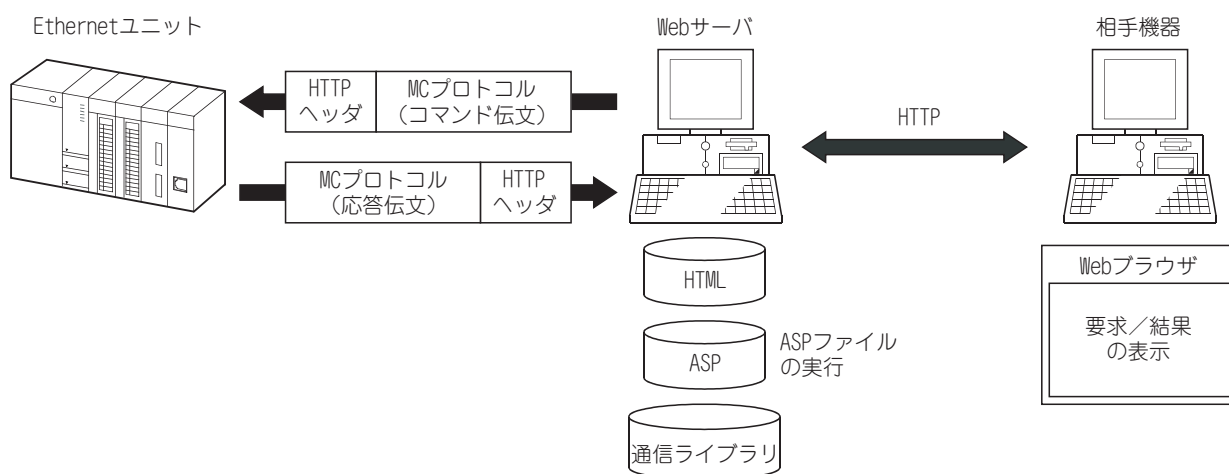 Ethernetユニット
Webサーバ
相手機器
HTTP
ヘッダ
MCプロトコル
(コマンド伝文)
HTTP
MCプロトコル
(応答伝文)
HTTP
ヘッダ
HTML
ASP
ASPファイル
の実行
通信ライブラリ
Webブラウザ
要求／結果
の表示